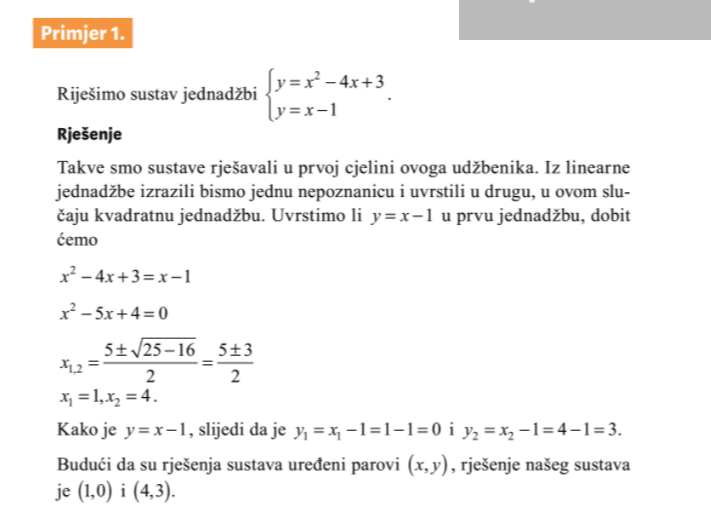 Primjer 1.
Riješimo sustav jednadžbi { y = x² – 4x + 3
y = x – 1 .
Rješenje
Takve smo sustave rješavali u prvoj cjelini ovoga udžbenika. Iz linearne
jednadžbe izrazili bismo jednu nepoznanicu i uvrstili u drugu, u ovom slu-
čaju kvadratnu jednadžbu. Uvrstimo li y = x – 1 u prvu jednadžbu, dobit
ćemo
x² – 4x + 3 = x – 1
x² – 5x + 4 = 0
x₁,₂ = (5 ± √(25 – 16))/2 = (5 ± 3)/2
x₁ = 1, x₂ = 4.
Kako je y = x – 1, slijedi da je y₁ = x₁ – 1 = 1 – 1 = 0 i y₂ = x₂ – 1 = 4 – 1 = 3.
Budući da su rješenja sustava uređeni parovi (x, y), rješenje našeg sustava
je (1,0) i (4,3).